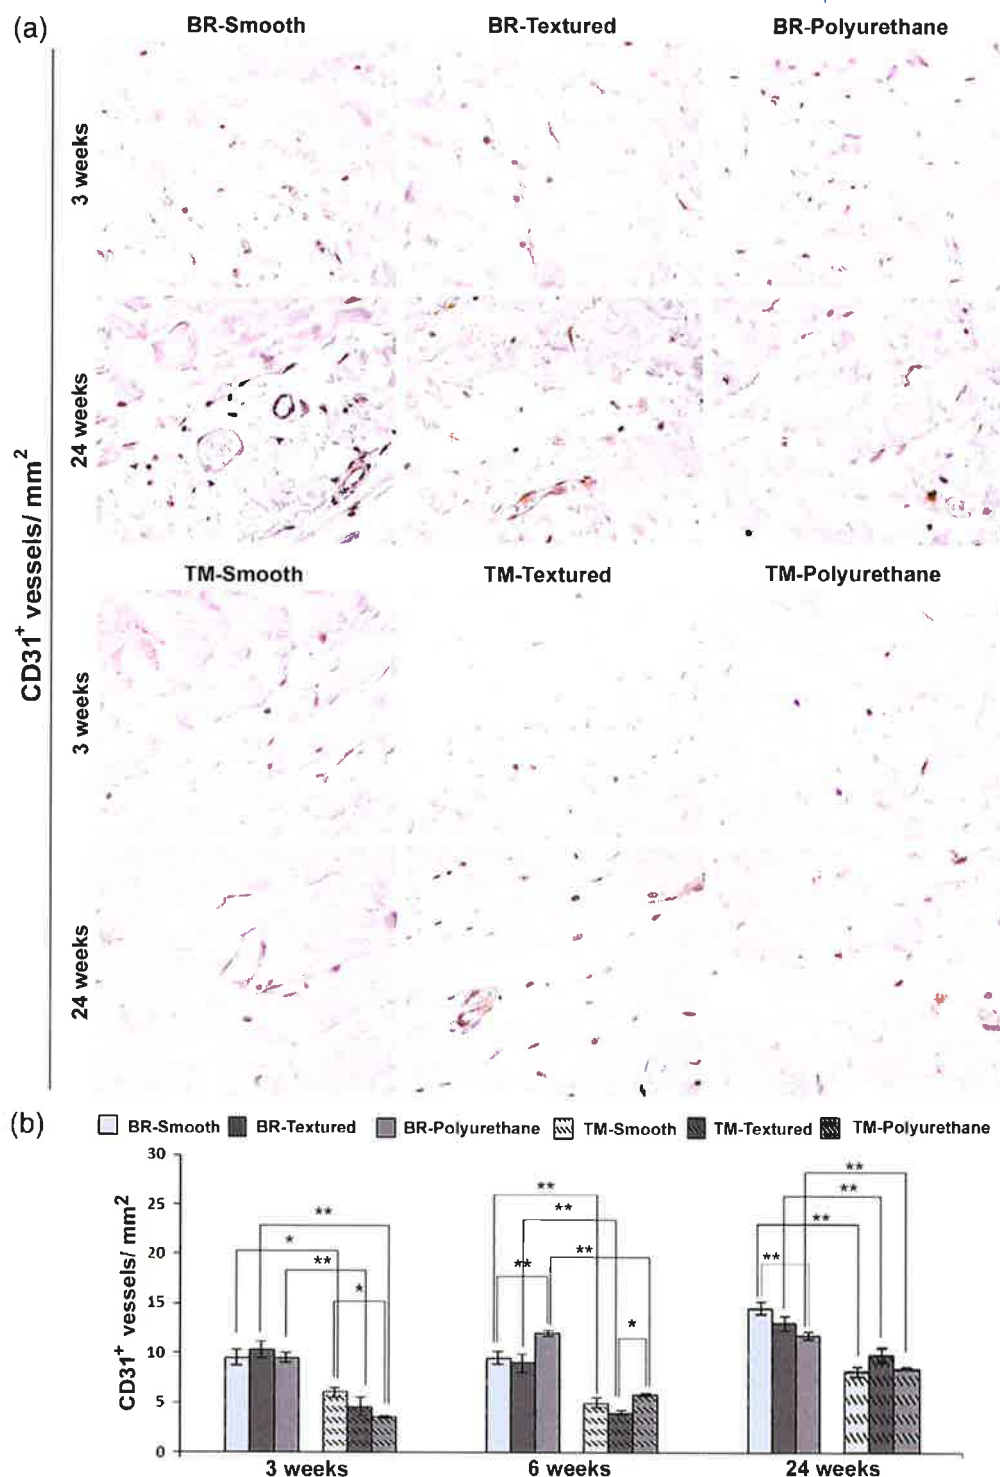 (a)
BR-Smooth BR-Textured BR-Polyurethane
3 weeks
24 weeks
CD31+ vessels/ mm2
TM-Smooth TM-Textured TM-Polyurethane
3 weeks
24 weeks
(b)
BR-Smooth BR-Textured BR-Polyurethane TM-Smooth TM-Textured TM-Polyurethane
CD31+ vessels/ mm2
30
25
20
15
10
5
0
** * ** *
** ** ** ** *
** ** ** **
3 weeks 6 weeks 24 weeks